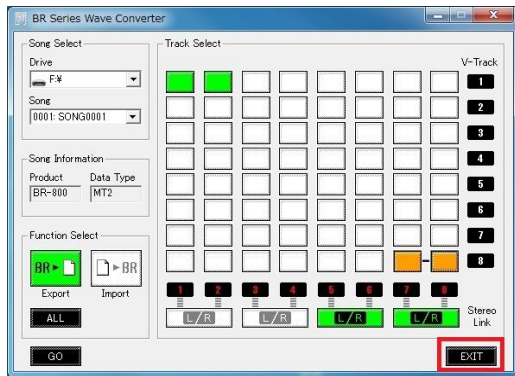 BR Series Wave Converter
Song Select
Drive
F:¥
Song
0001: SONG0001
Song Information
Product Data Type
BR-800 MT2
Function Select
BR BR
Export Import
ALL
GO
Track Select
V-Track
1
2
3
4
5
6
7
8
1 2 3 4 5 6 7 8
L/R L/R L/R L/R
Stereo
Link
EXIT